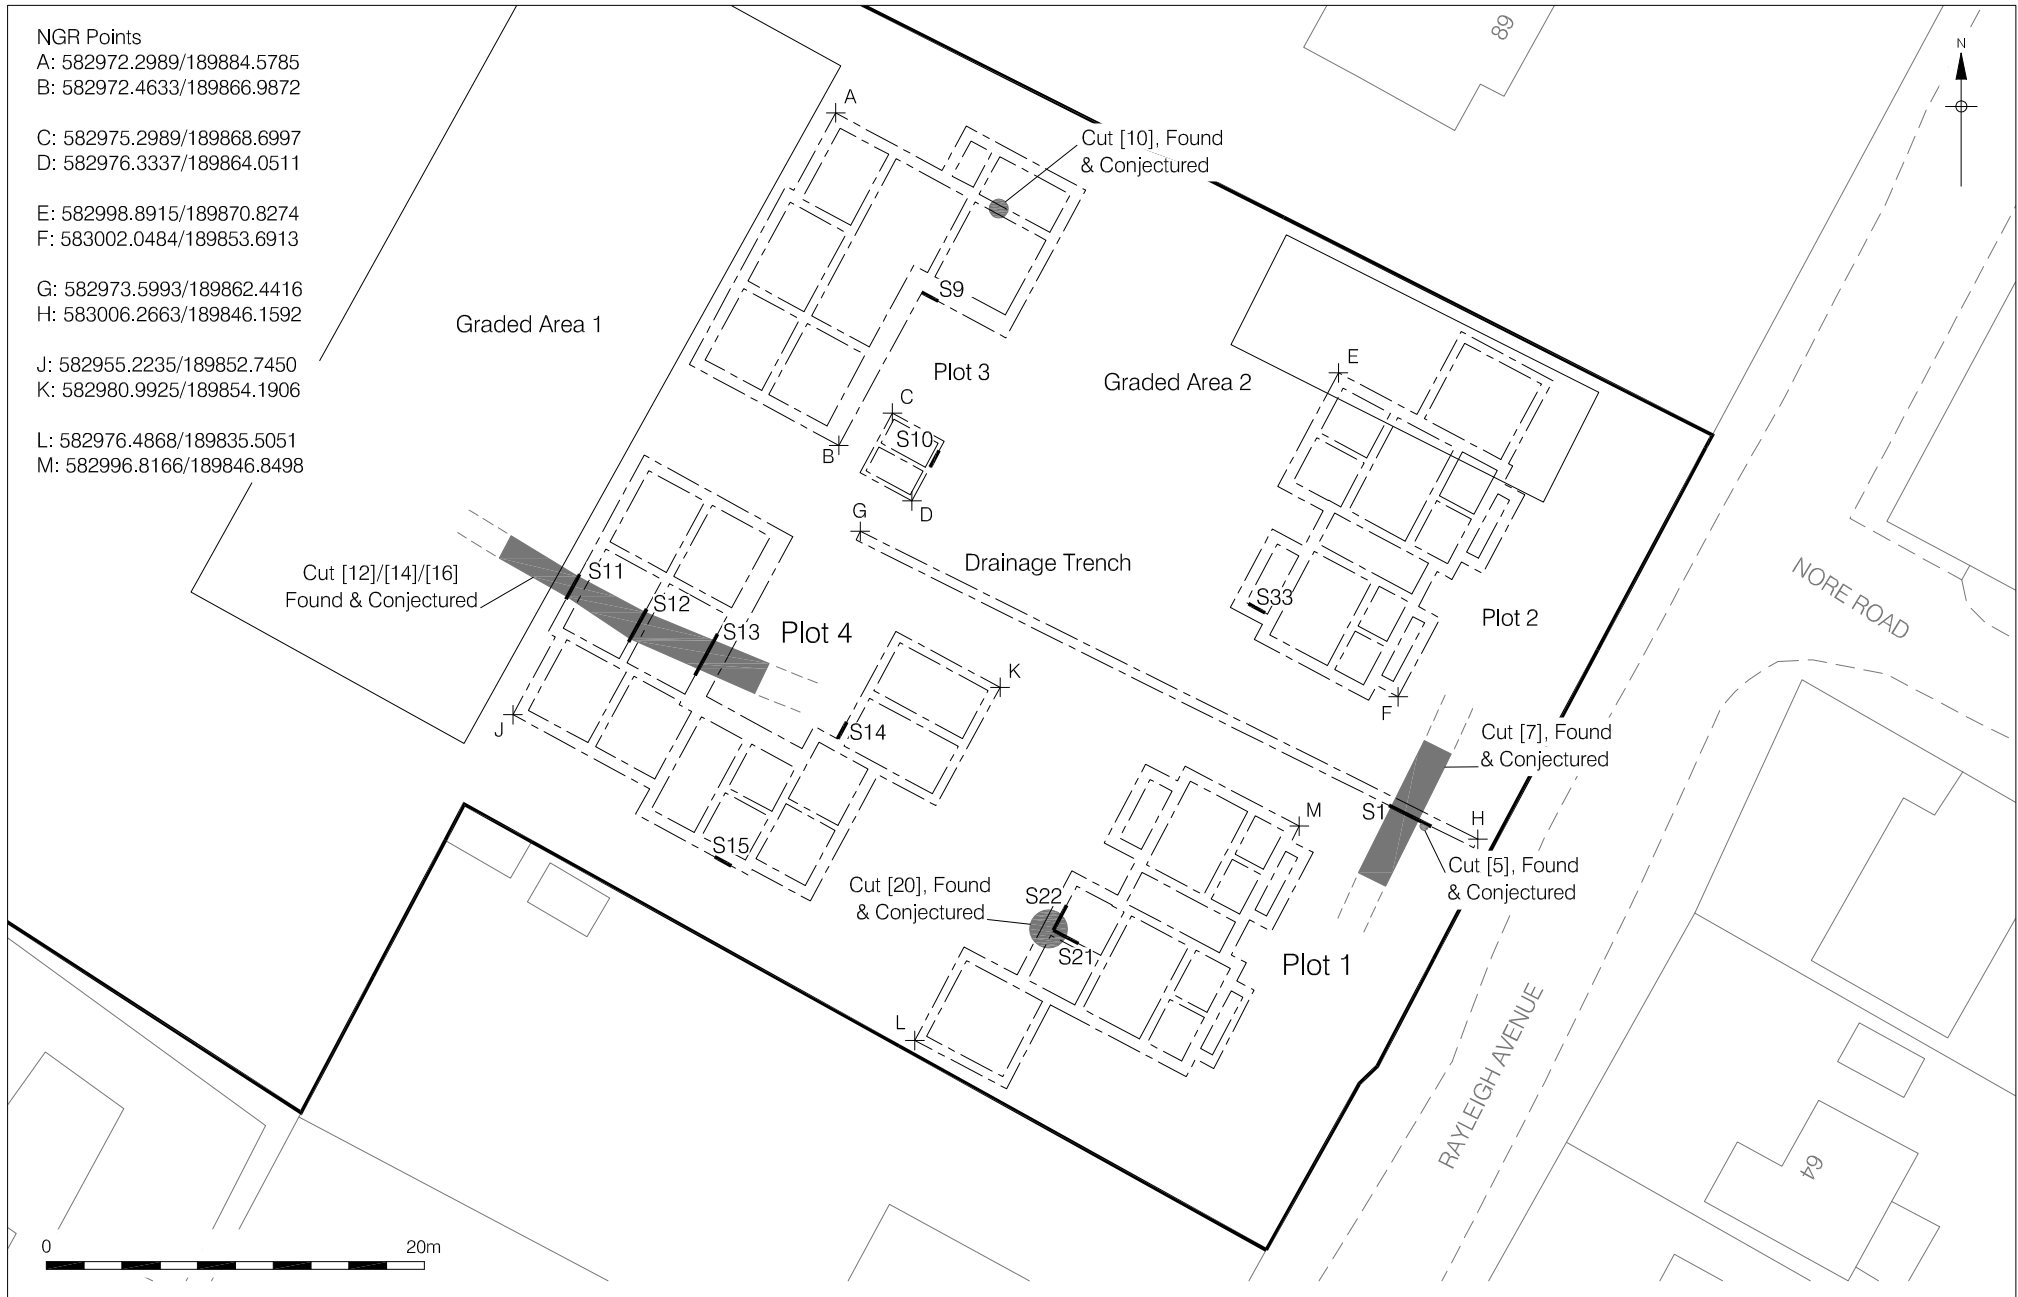 NGR Points
A: 582972.2989/189884.5785
B: 582972.4633/189866.9872
C: 582975.2989/189868.6997
D: 582976.3337/189864.0511
E: 582998.8915/189870.8274
F: 583002.0484/189853.6913
G: 582973.5993/189862.4416
H: 583006.2663/189846.1592
J: 582955.2235/189852.7450
K: 582980.9925/189854.1906
L: 582976.4868/189835.5051
M: 582996.8166/189846.8498
89
N
A
Cut [10], Found
& Conjectured
S9
Graded Area 1
Plot 3
Graded Area 2
E
C
S10
B
D
G
Drainage Trench
Cut [12]/[14]/[16]
Found & Conjectured
S11
S12
S13
Plot 4
S33
Plot 2
NORE ROAD
K
F
J
S14
Cut [7], Found
& Conjectured
M
S1
H
S15
Cut [5], Found
& Conjectured
Cut [20], Found
& Conjectured
S22
S21
Plot 1
L
RAYLEIGH AVENUE
64
0
20m